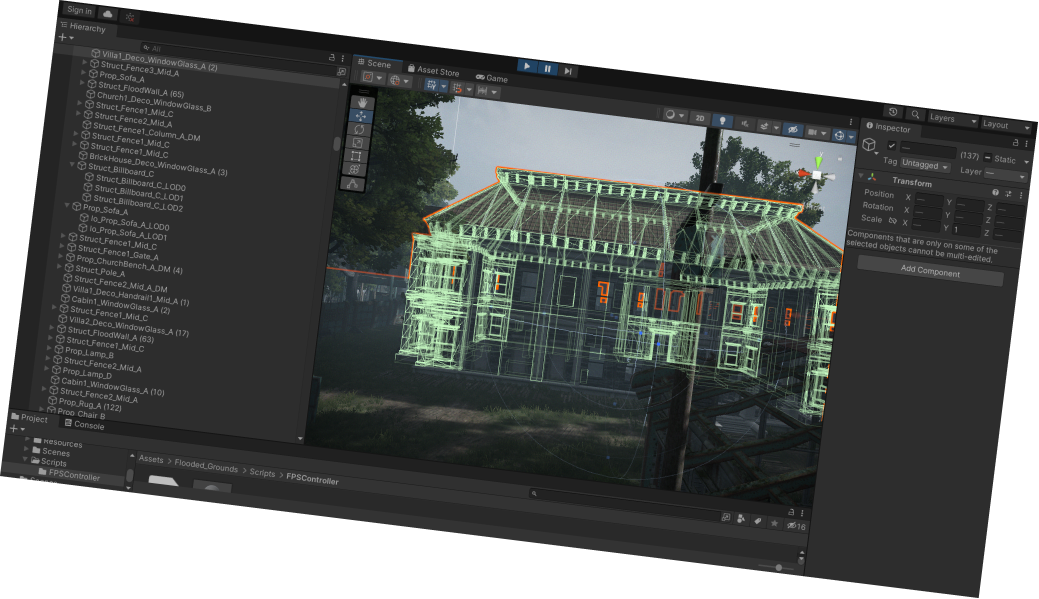 Sign in
Hierarchy
All
Villa1_Deco_WindowGlass_A (2)
Struct_Fence3_Mid_A
Prop_Sofa_A
Struct_FloodWall_A (65)
Church1_Deco_WindowGlass_B
Struct_Fence1_Mid_C
Struct_Fence2_Mid_A
Struct_Fence1_Column_A_DM
Struct_Fence1_Mid_C
Struct_Fence1_Mid_C
BrickHouse_Deco_WindowGlass_A (3)
Struct_Billboard_C
Struct_Billboard_C_LOD0
Struct_Billboard_C_LOD1
Struct_Billboard_C_LOD2
Prop_Sofa_A
lo_Prop_Sofa_A_LOD0
lo_Prop_Sofa_A_LOD1
Struct_Fence1_Mid_C
Struct_Fence1_Gate_A
Prop_ChurchBench_A_DM (4)
Struct_Pole_A
Struct_Fence2_Mid_A_DM
Villa1_Deco_Handrail1_Mid_A (1)
Cabin1_WindowGlass_A (2)
Struct_Fence1_Mid_C
Villa2_Deco_WindowGlass_A (17)
Struct_FloodWall_A (63)
Struct_Fence1_Mid_C
Prop_Lamp_B
Struct_Fence2_Mid_A
Prop_Lamp_D
Cabin1_WindowGlass_A (10)
Struct_Fence2_Mid_A
Prop_Rug_A (122)
Prop_Chair_B
Scene
Asset Store
Game
2D
Layers
Layout
Inspector
(137)
Static
Tag Untagged
Layer —
Transform
Position X — Y — Z —
Rotation X — Y — Z —
Scale X — Y 1 Z —
Components that are only on some of the
selected objects cannot be multi-edited.
Add Component
Project
Console
Resources
Scenes
Scripts
FPSController
Assets > Flooded_Grounds > Scripts > FPSController
16